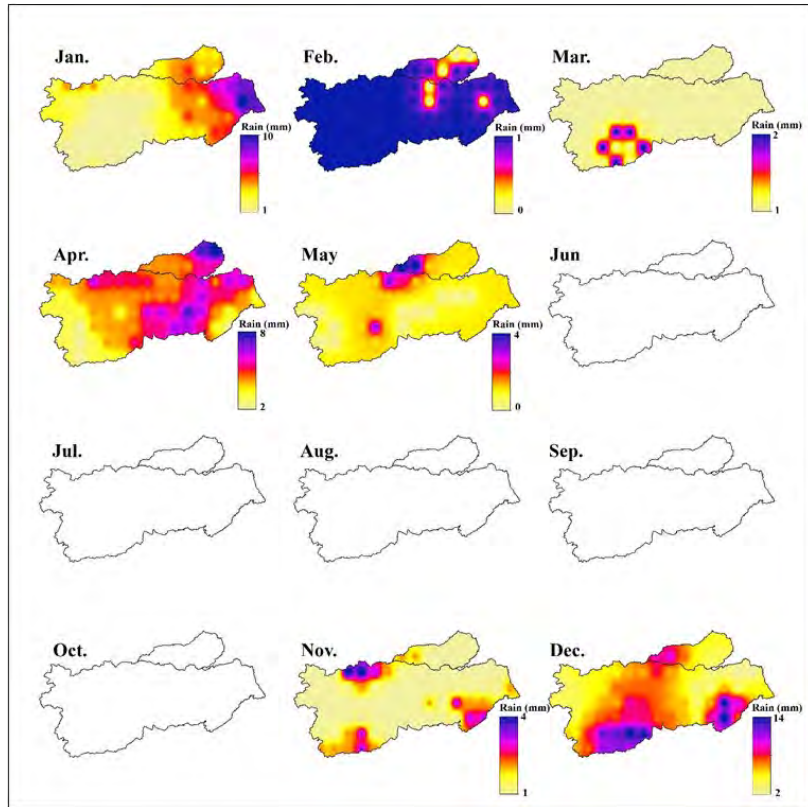 Jan.
Rain (mm)
10
1
Feb.
Rain (mm)
1
0
Mar.
Rain (mm)
2
1
Apr.
Rain (mm)
8
2
May
Rain (mm)
4
0
Jun
Jul.
Aug.
Sep.
Oct.
Nov.
Rain (mm)
4
1
Dec.
Rain (mm)
14
2